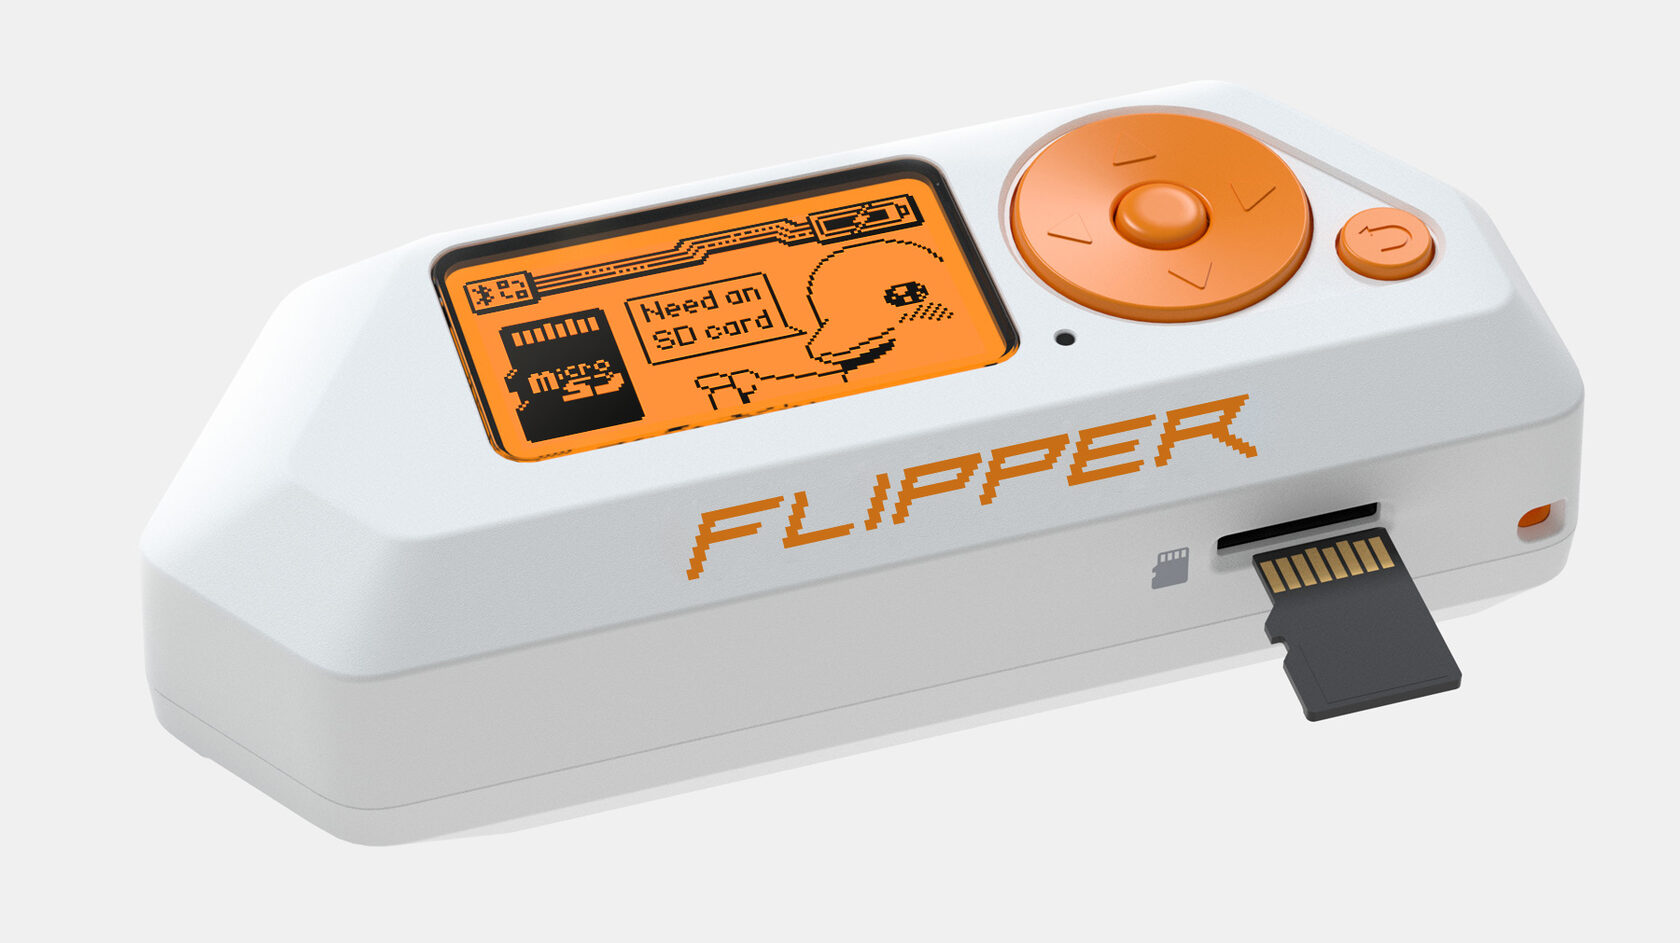 Need an
SD card
micro
SD
FLIPPER